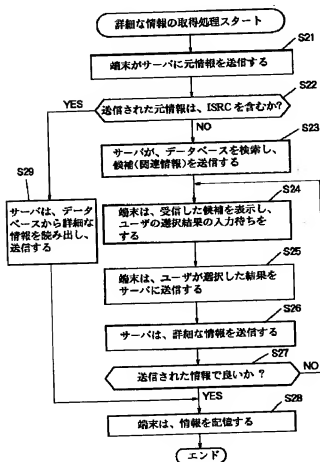 詳細な情報の取得処理スタート
S21
端末がサーバに元情報を送信する
S22
送信された元情報は、ISRCを含むか?
YES
NO
S23
サーバが、データベースを検索し、
候補(関連情報)を送信する
S29
サーバは、データ
ベースから詳細な
情報を読み出し、
送信する
S24
端末は、受信した候補を表示し、
ユーザの選択結果の入力待ちを
する
S25
端末は、ユーザが選択した結果を
サーバに送信する
S26
サーバは、詳細な情報を送信する
S27
送信された情報で良いか?
NO
YES
S28
端末は、情報を記憶する
エンド